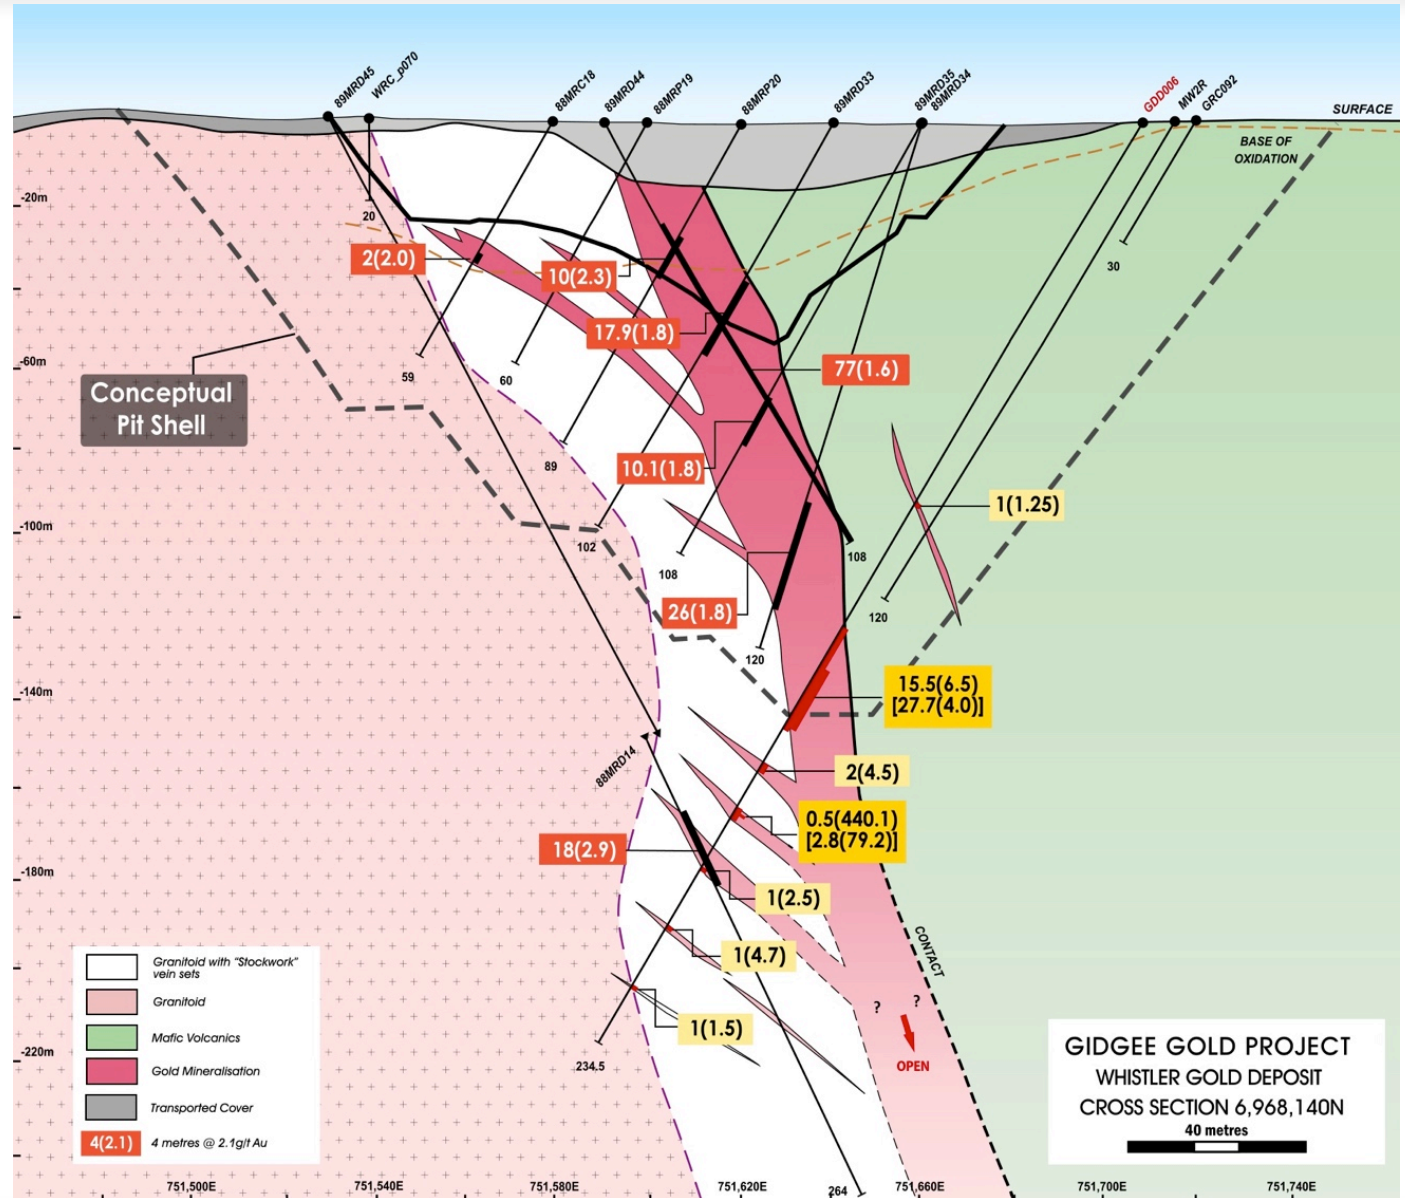 89MRD45
WRC_p070
88MRC18
89MRD44
88MRP19
88MRP20
89MRD33
89MRD35
89MRD34
GDD006
MW2R
GRC092
SURFACE
BASE OF
OXIDATION
-20m
20
30
2(2.0)
10(2.3)
17.9(1.8)
-60m
59
60
77(1.6)
Conceptual
Pit Shell
89
10.1(1.8)
1(1.25)
-100m
102
108
108
26(1.8)
120
120
-140m
15.5(6.5)
[27.7(4.0)]
88MRD14
2(4.5)
0.5(440.1)
[2.8(79.2)]
18(2.9)
-180m
1(2.5)
1(4.7)
CONTACT
? ?
OPEN
1(1.5)
-220m
234.5
264
Granitoid with "Stockwork"
vein sets
Granitoid
Mafic Volcanics
Gold Mineralisation
Transported Cover
4(2.1) 4 metres @ 2.1g/t Au
GIDGEE GOLD PROJECT
WHISTLER GOLD DEPOSIT
CROSS SECTION 6,968,140N
40 metres
751,500E 751,540E 751,580E 751,620E 751,660E 751,700E 751,740E